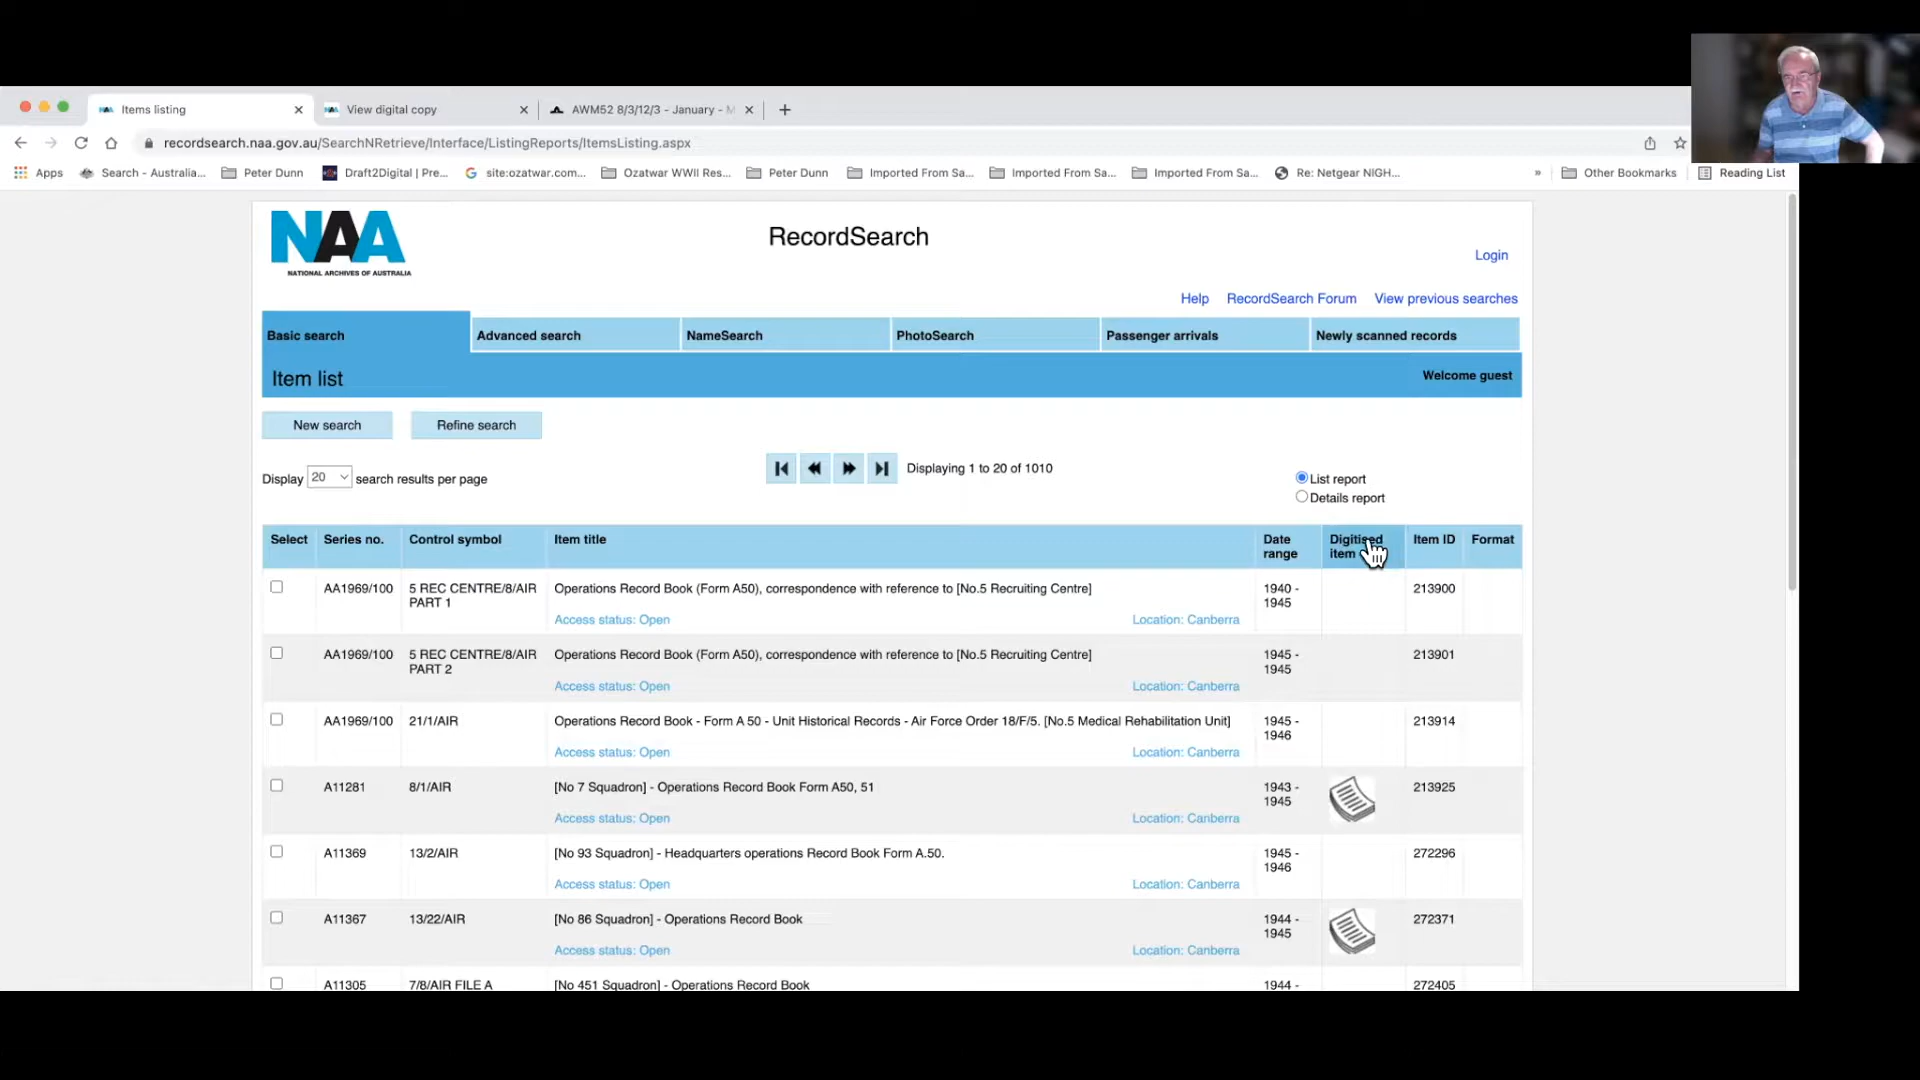 Items listing
View digital copy
AWM52 8/3/12/3 - January - M
recordsearch.naa.gov.au/SearchNRetrieve/Interface/ListingReports/ItemsListing.aspx
Apps
Search - Australia...
Peter Dunn
Draft2Digital | Pre...
site:ozatwar.com...
Ozatwar WWII Res...
Peter Dunn
Imported From Sa...
Imported From Sa...
Imported From Sa...
Re: Netgear NIGH...
»
Other Bookmarks
Reading List
NAA
NATIONAL ARCHIVES OF AUSTRALIA
RecordSearch
Login
Help RecordSearch Forum View previous searches
Basic search Advanced search NameSearch PhotoSearch Passenger arrivals Newly scanned records
Item list Welcome guest
New search Refine search
Display 20 search results per page
Displaying 1 to 20 of 1010
List report
Details report
Select Series no. Control symbol Item title Date range Digitised item Item ID Format
AA1969/100 5 REC CENTRE/8/AIR PART 1 Operations Record Book (Form A50), correspondence with reference to [No.5 Recruiting Centre] 1940 - 1945 213900
Access status: Open Location: Canberra
AA1969/100 5 REC CENTRE/8/AIR PART 2 Operations Record Book (Form A50), correspondence with reference to [No.5 Recruiting Centre] 1945 - 1945 213901
Access status: Open Location: Canberra
AA1969/100 21/1/AIR Operations Record Book - Form A 50 - Unit Historical Records - Air Force Order 18/F/5. [No.5 Medical Rehabilitation Unit] 1945 - 1946 213914
Access status: Open Location: Canberra
A11281 8/1/AIR [No 7 Squadron] - Operations Record Book Form A50, 51 1943 - 1945 213925
Access status: Open Location: Canberra
A11369 13/2/AIR [No 93 Squadron] - Headquarters operations Record Book Form A.50. 1945 - 1946 272296
Access status: Open Location: Canberra
A11367 13/22/AIR [No 86 Squadron] - Operations Record Book 1944 - 1945 272371
Access status: Open Location: Canberra
A11305 7/8/AIR FILE A [No 451 Squadron] - Operations Record Book 1944 - 272405